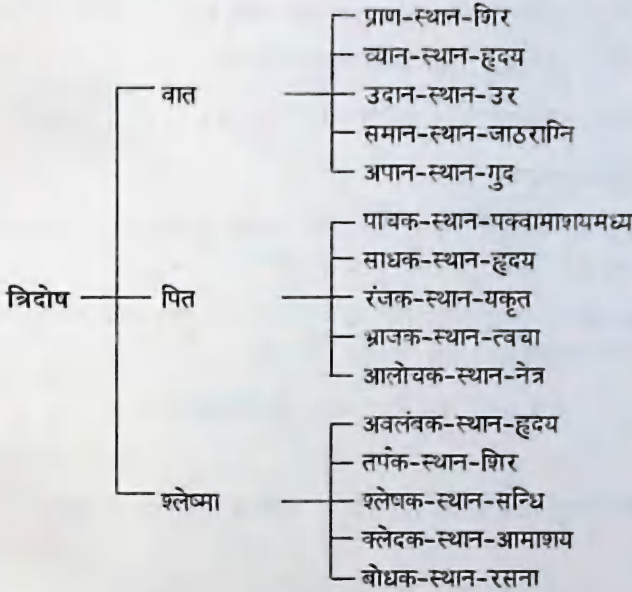 प्राण-स्थान-शिर
व्यान-स्थान-हृदय
वात
उदान-स्थान-उर
समान-स्थान-जाठराग्नि
अपान-स्थान-गुद
पाचक-स्थान-पक्वामाशयमध्य
साधक-स्थान-हृदय
त्रिदोष
पित
रंजक-स्थान-यकृत
भ्राजक-स्थान-त्वचा
आलोचक-स्थान-नेत्र
अवलंबक-स्थान-हृदय
तर्पक-स्थान-शिर
श्लेष्मा
श्लेषक-स्थान-सन्धि
क्लेदक-स्थान-आमाशय
बोधक-स्थान-रसना